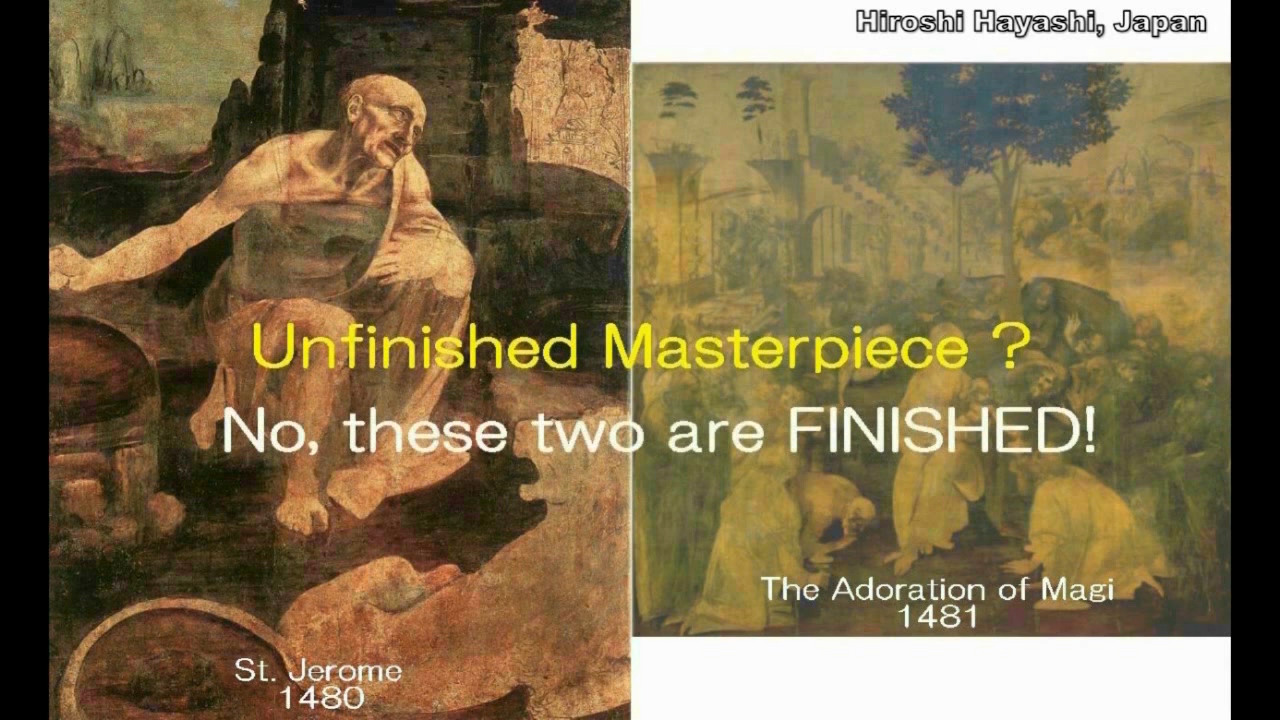 Hiroshi Hayashi, Japan
Unfinished Masterpiece ?
No, these two are FINISHED!
The Adoration of Magi
1481
St. Jerome
1480